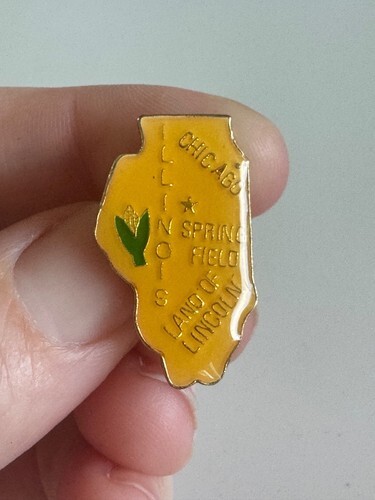 ILLINOIS
CHICAGO
SPRING
FIELD
LAND OF
LINCOLN